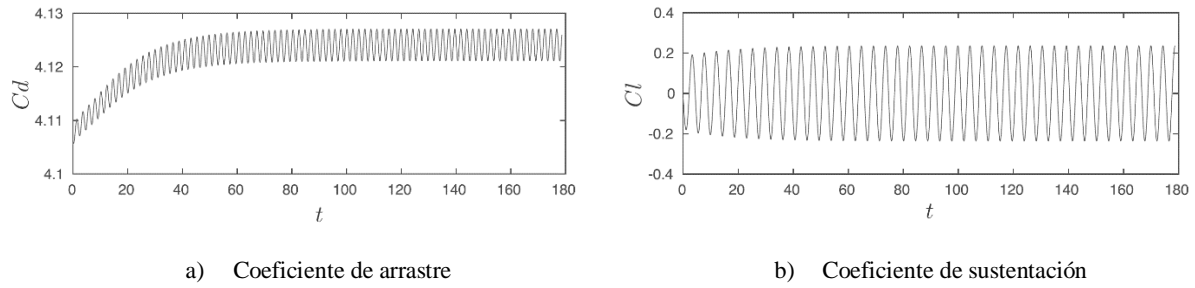 4.13
4.12
4.11
4.1
Cd
0 20 40 60 80 100 120 140 160 180
t
a) Coeficiente de arrastre
0.4
0.2
0
-0.2
-0.4
Cl
0 20 40 60 80 100 120 140 160 180
t
b) Coeficiente de sustentación